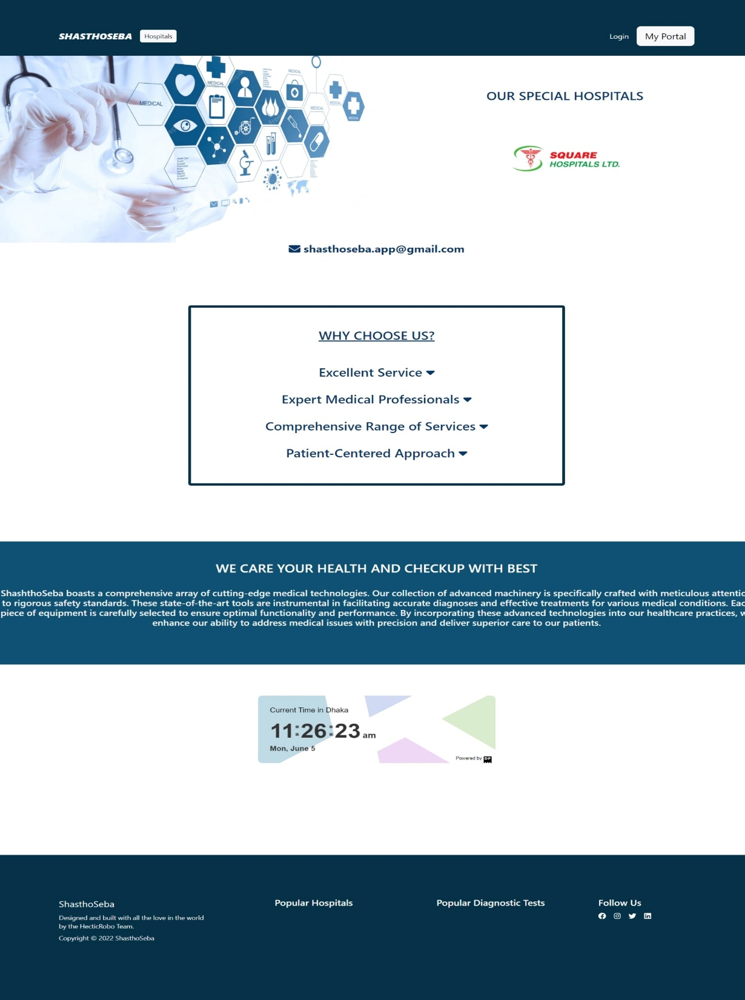 SHASTHOSEBA
Hospitals
Login
My Portal
MEDICAL
MEDICAL
MEDICAL
MEDICAL
MEDICAL
MEDICAL
OUR SPECIAL HOSPITALS
SQUARE
HOSPITALS LTD.
shasthoseba.app@gmail.com
WHY CHOOSE US?
Excellent Service
Expert Medical Professionals
Comprehensive Range of Services
Patient-Centered Approach
WE CARE YOUR HEALTH AND CHECKUP WITH BEST
ShashthoSeba boasts a comprehensive array of cutting-edge medical technologies. Our collection of advanced machinery is specifically crafted with meticulous attentio
to rigorous safety standards. These state-of-the-art tools are instrumental in facilitating accurate diagnoses and effective treatments for various medical conditions. Eac
piece of equipment is carefully selected to ensure optimal functionality and performance. By incorporating these advanced technologies into our healthcare practices, w
enhance our ability to address medical issues with precision and deliver superior care to our patients.
Current Time in Dhaka
11:26:23 am
Mon, June 5
Powered by DP
ShasthoSeba
Designed and built with all the love in the world
by the HecticRobo Team.
Copyright © 2022 ShasthoSeba
Popular Hospitals
Popular Diagnostic Tests
Follow Us